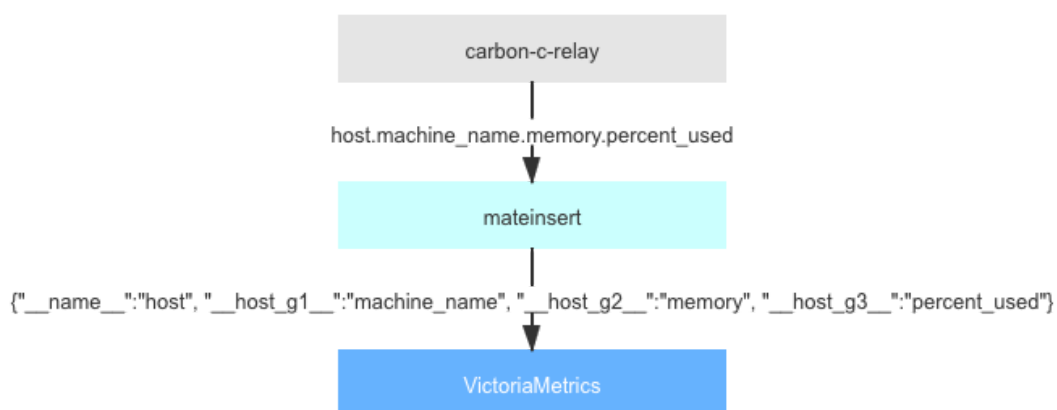 carbon-c-relay
host.machine_name.memory.percent_used
mateinsert
{"__name__":"host", "__host_g1__":"machine_name", "__host_g2__":"memory", "__host_g3__":"percent_used"}
VictoriaMetrics